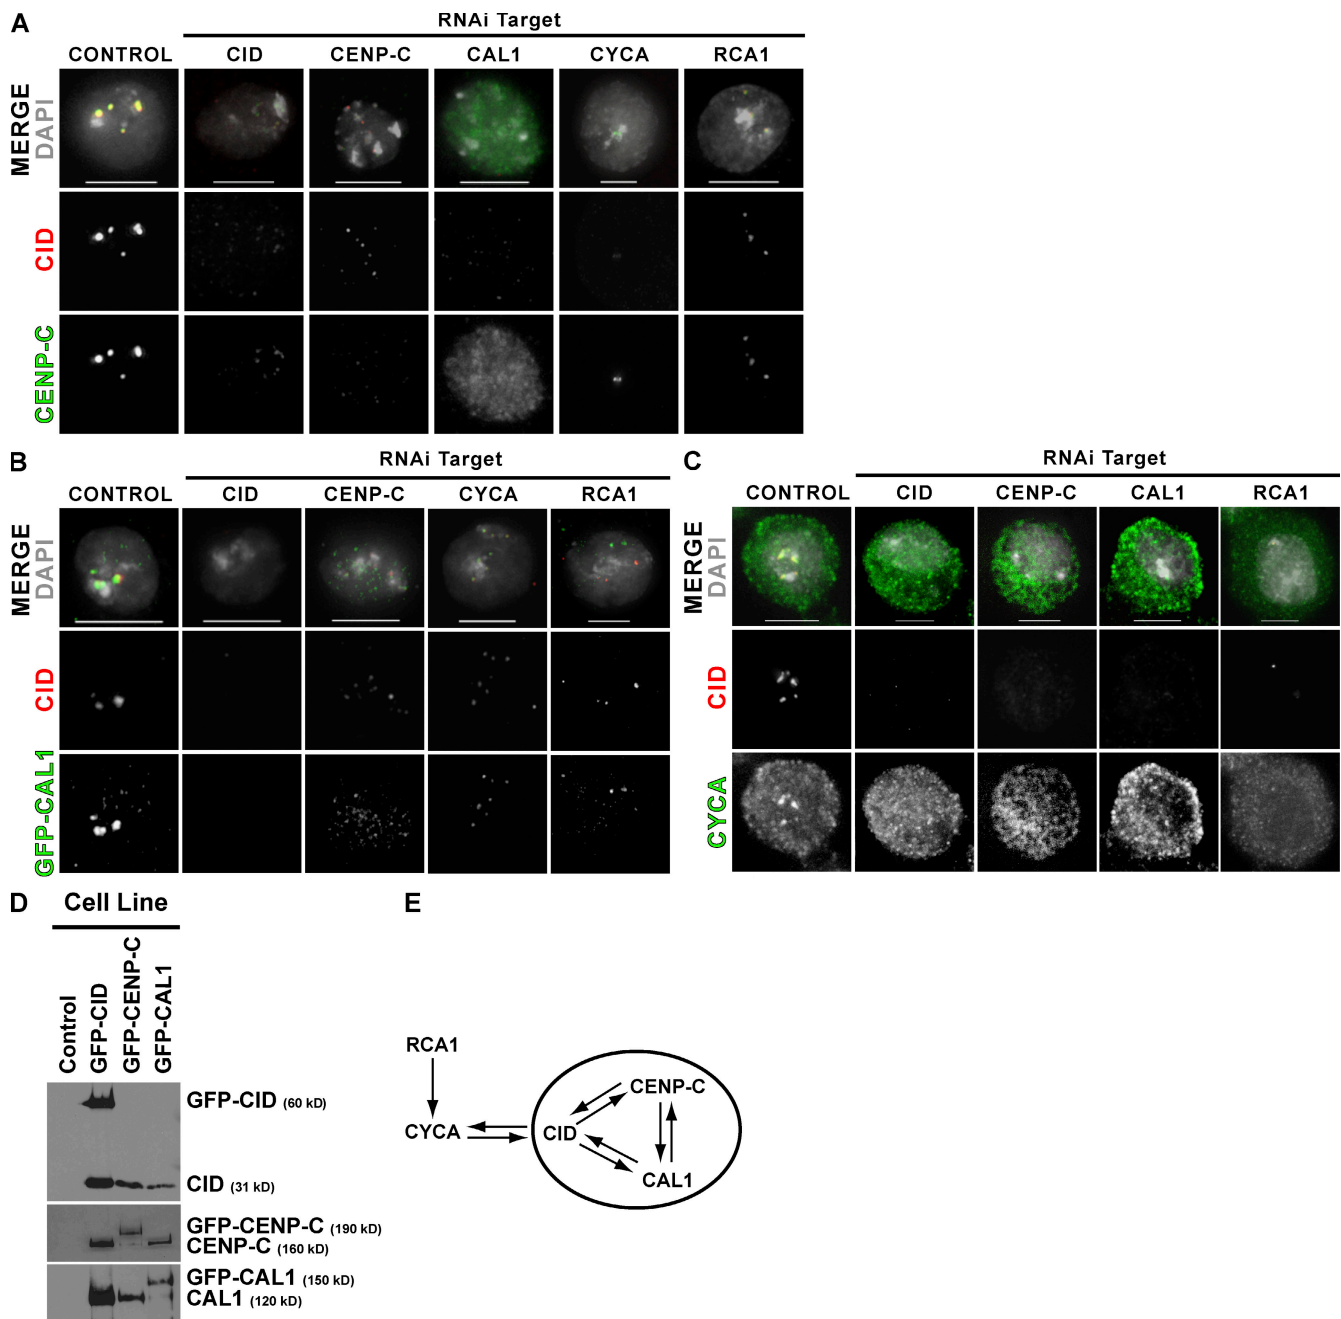 A
RNAi Target
CONTROL CID CENP-C CAL1 CYCA RCA1
MERGE
DAPI
CID
CENP-C
B
RNAi Target
CONTROL CID CENP-C CYCA RCA1
MERGE
DAPI
CID
GFP-CAL1
C
RNAi Target
CONTROL CID CENP-C CAL1 RCA1
MERGE
DAPI
CID
CYCA
D
Cell Line
Control
GFP-CID
GFP-CENP-C
GFP-CAL1
GFP-CID (60 kD)
CID (31 kD)
GFP-CENP-C (190 kD)
CENP-C (160 kD)
GFP-CAL1 (150 kD)
CAL1 (120 kD)
E
RCA1
CENP-C
CYCA
CID
CAL1